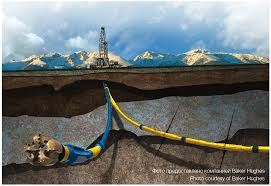 Фото предоставлено компанией Baker Hughes
Photo courtesy of Baker Hughes